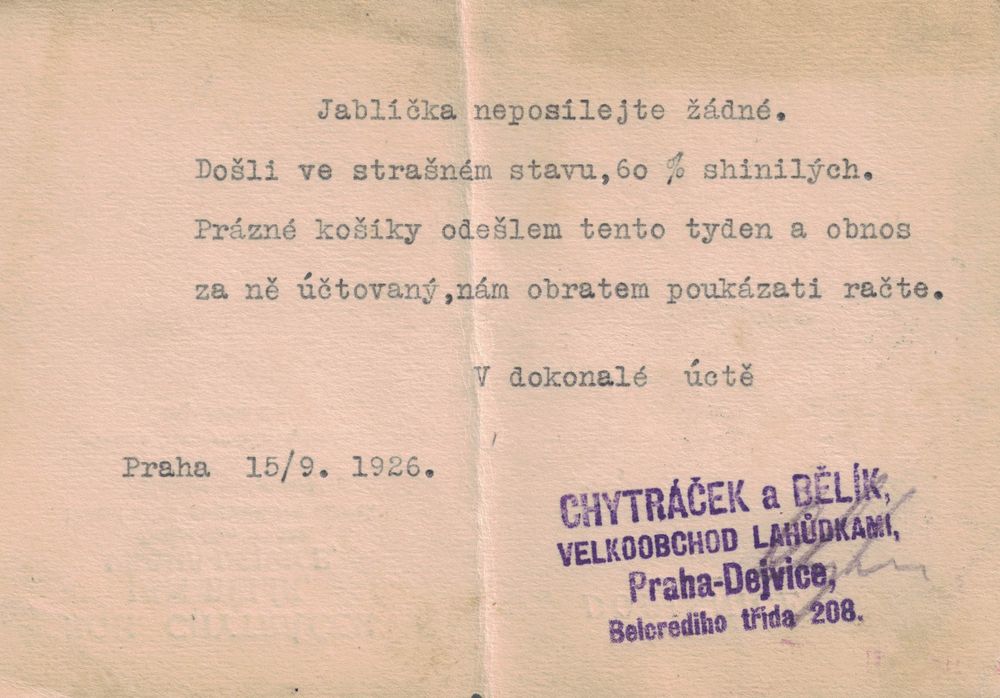 Jablíčka neposílejte žádné.
Došli ve strašném stavu,60 % shinilých.
Prázné košíky odešlem tento tyden a obnos
za ně účtovaný,nám obratem poukázati račte.
V dokonalé úctě
Praha 15/9. 1926.
CHYTRÁČEK a BĚLÍK,
VELKOOBCHOD LAHŮDKAMI,
Praha-Dejvice,
Belcrediho třída 208.